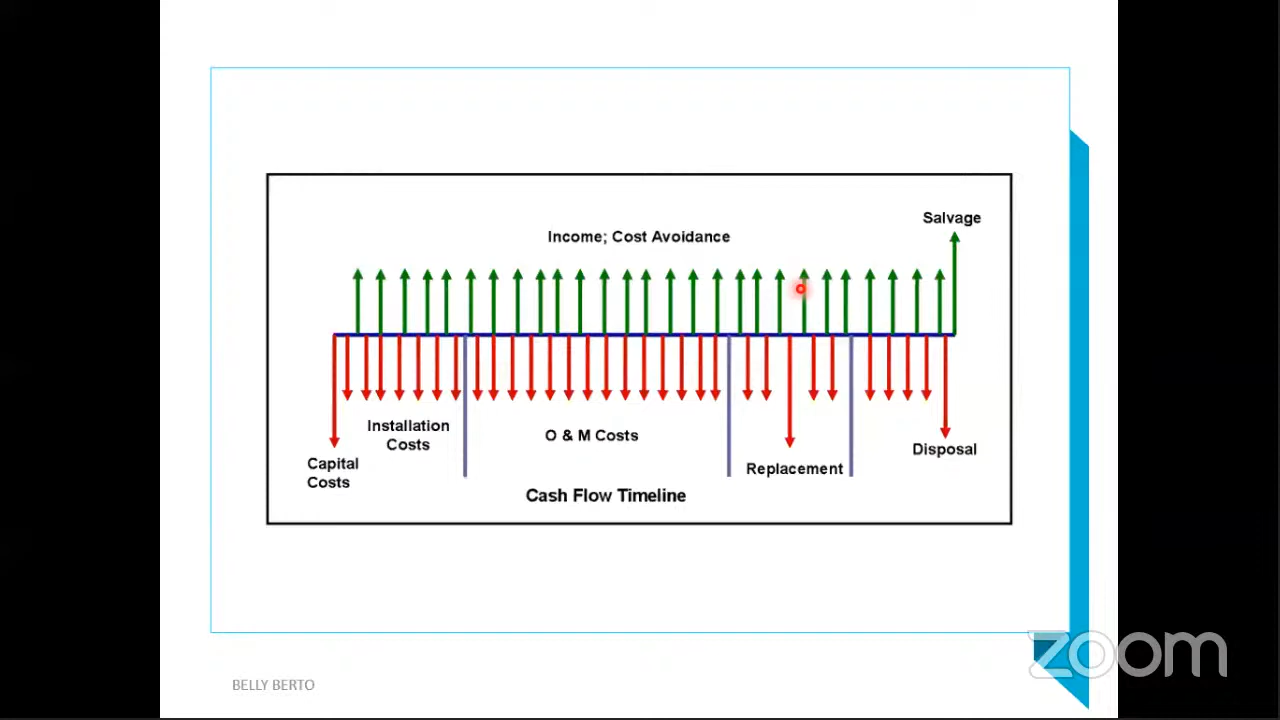 Salvage
Income; Cost Avoidance
Installation
Costs
O & M Costs
Capital
Costs
Replacement
Disposal
Cash Flow Timeline
BELLY BERTO
zoom